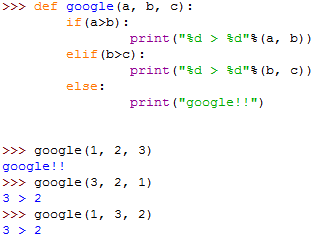 >>> def google(a, b, c):
        if(a>b):
                print("%d > %d"%(a, b))
        elif(b>c):
                print("%d > %d"%(b, c))
        else:
                print("google!!")
>>> google(1, 2, 3)
google!!
>>> google(3, 2, 1)
3 > 2
>>> google(1, 3, 2)
3 > 2